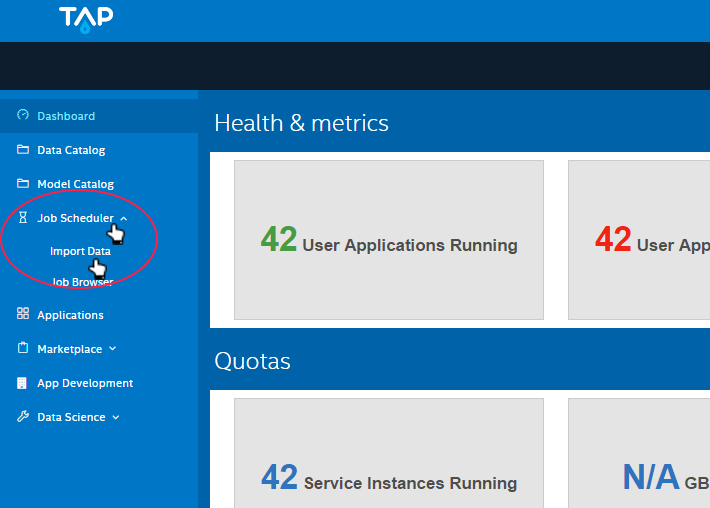 TAP
Dashboard
Data Catalog
Model Catalog
Job Scheduler
Import Data
Job Browser
Applications
Marketplace
App Development
Data Science
Health & metrics
42 User Applications Running
42 User App
Quotas
42 Service Instances Running
N/A GB